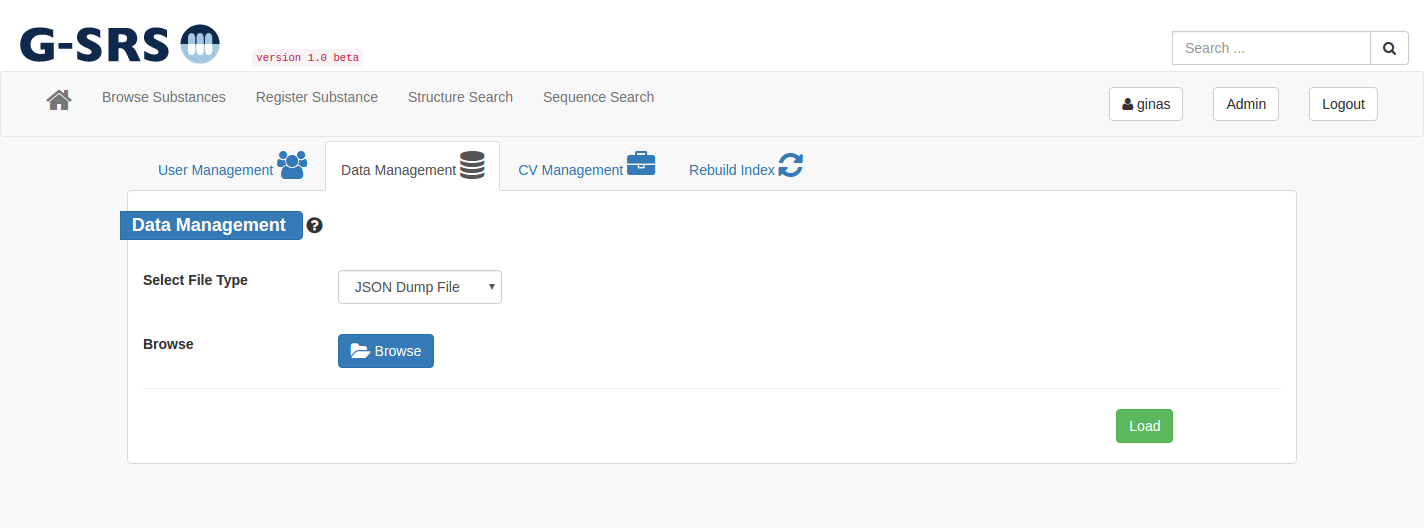 G-SRS
version 1.0 beta
Search ...
Browse Substances Register Substance Structure Search Sequence Search ginas Admin Logout
User Management Data Management CV Management Rebuild Index
Data Management ?
Select File Type JSON Dump File
Browse Browse
Load